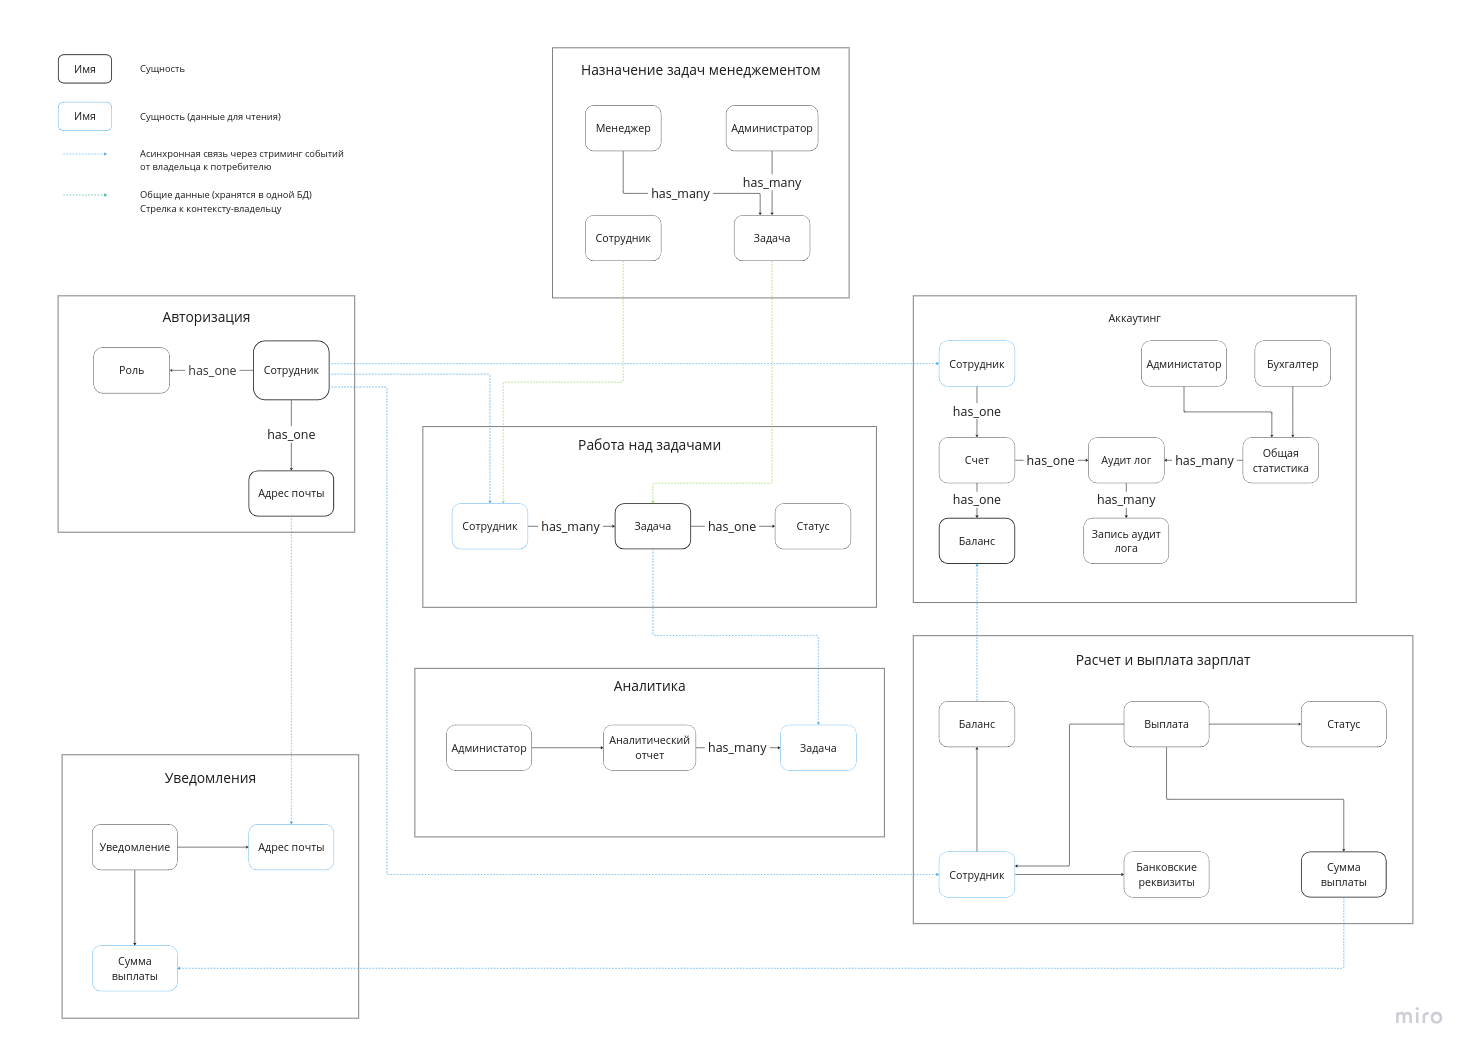 Имя
Сущность
Имя
Сущность (данные для чтения)
Асинхронная связь через стриминг событий
от владельца к потребителю
Общие данные (хранятся в одной БД)
Стрелка к контексту-владельцу
Назначение задач менеджементом
Менеджер
Администратор
has_many
has_many
Сотрудник
Задача
Авторизация
Роль
has_one
Сотрудник
has_one
Адрес почты
Аккаутинг
Сотрудник
Администатор
Бухгалтер
has_one
Счет
has_one
Аудит лог
has_many
Общая
статистика
has_one
has_many
Баланс
Запись аудит
лога
Работа над задачами
Сотрудник
has_many
Задача
has_one
Статус
Аналитика
Администатор
Аналитический
отчет
has_many
Задача
Расчет и выплата зарплат
Баланс
Выплата
Статус
Сотрудник
Банковские
реквизиты
Сумма
выплаты
Уведомления
Уведомление
Адрес почты
Сумма
выплаты
miro